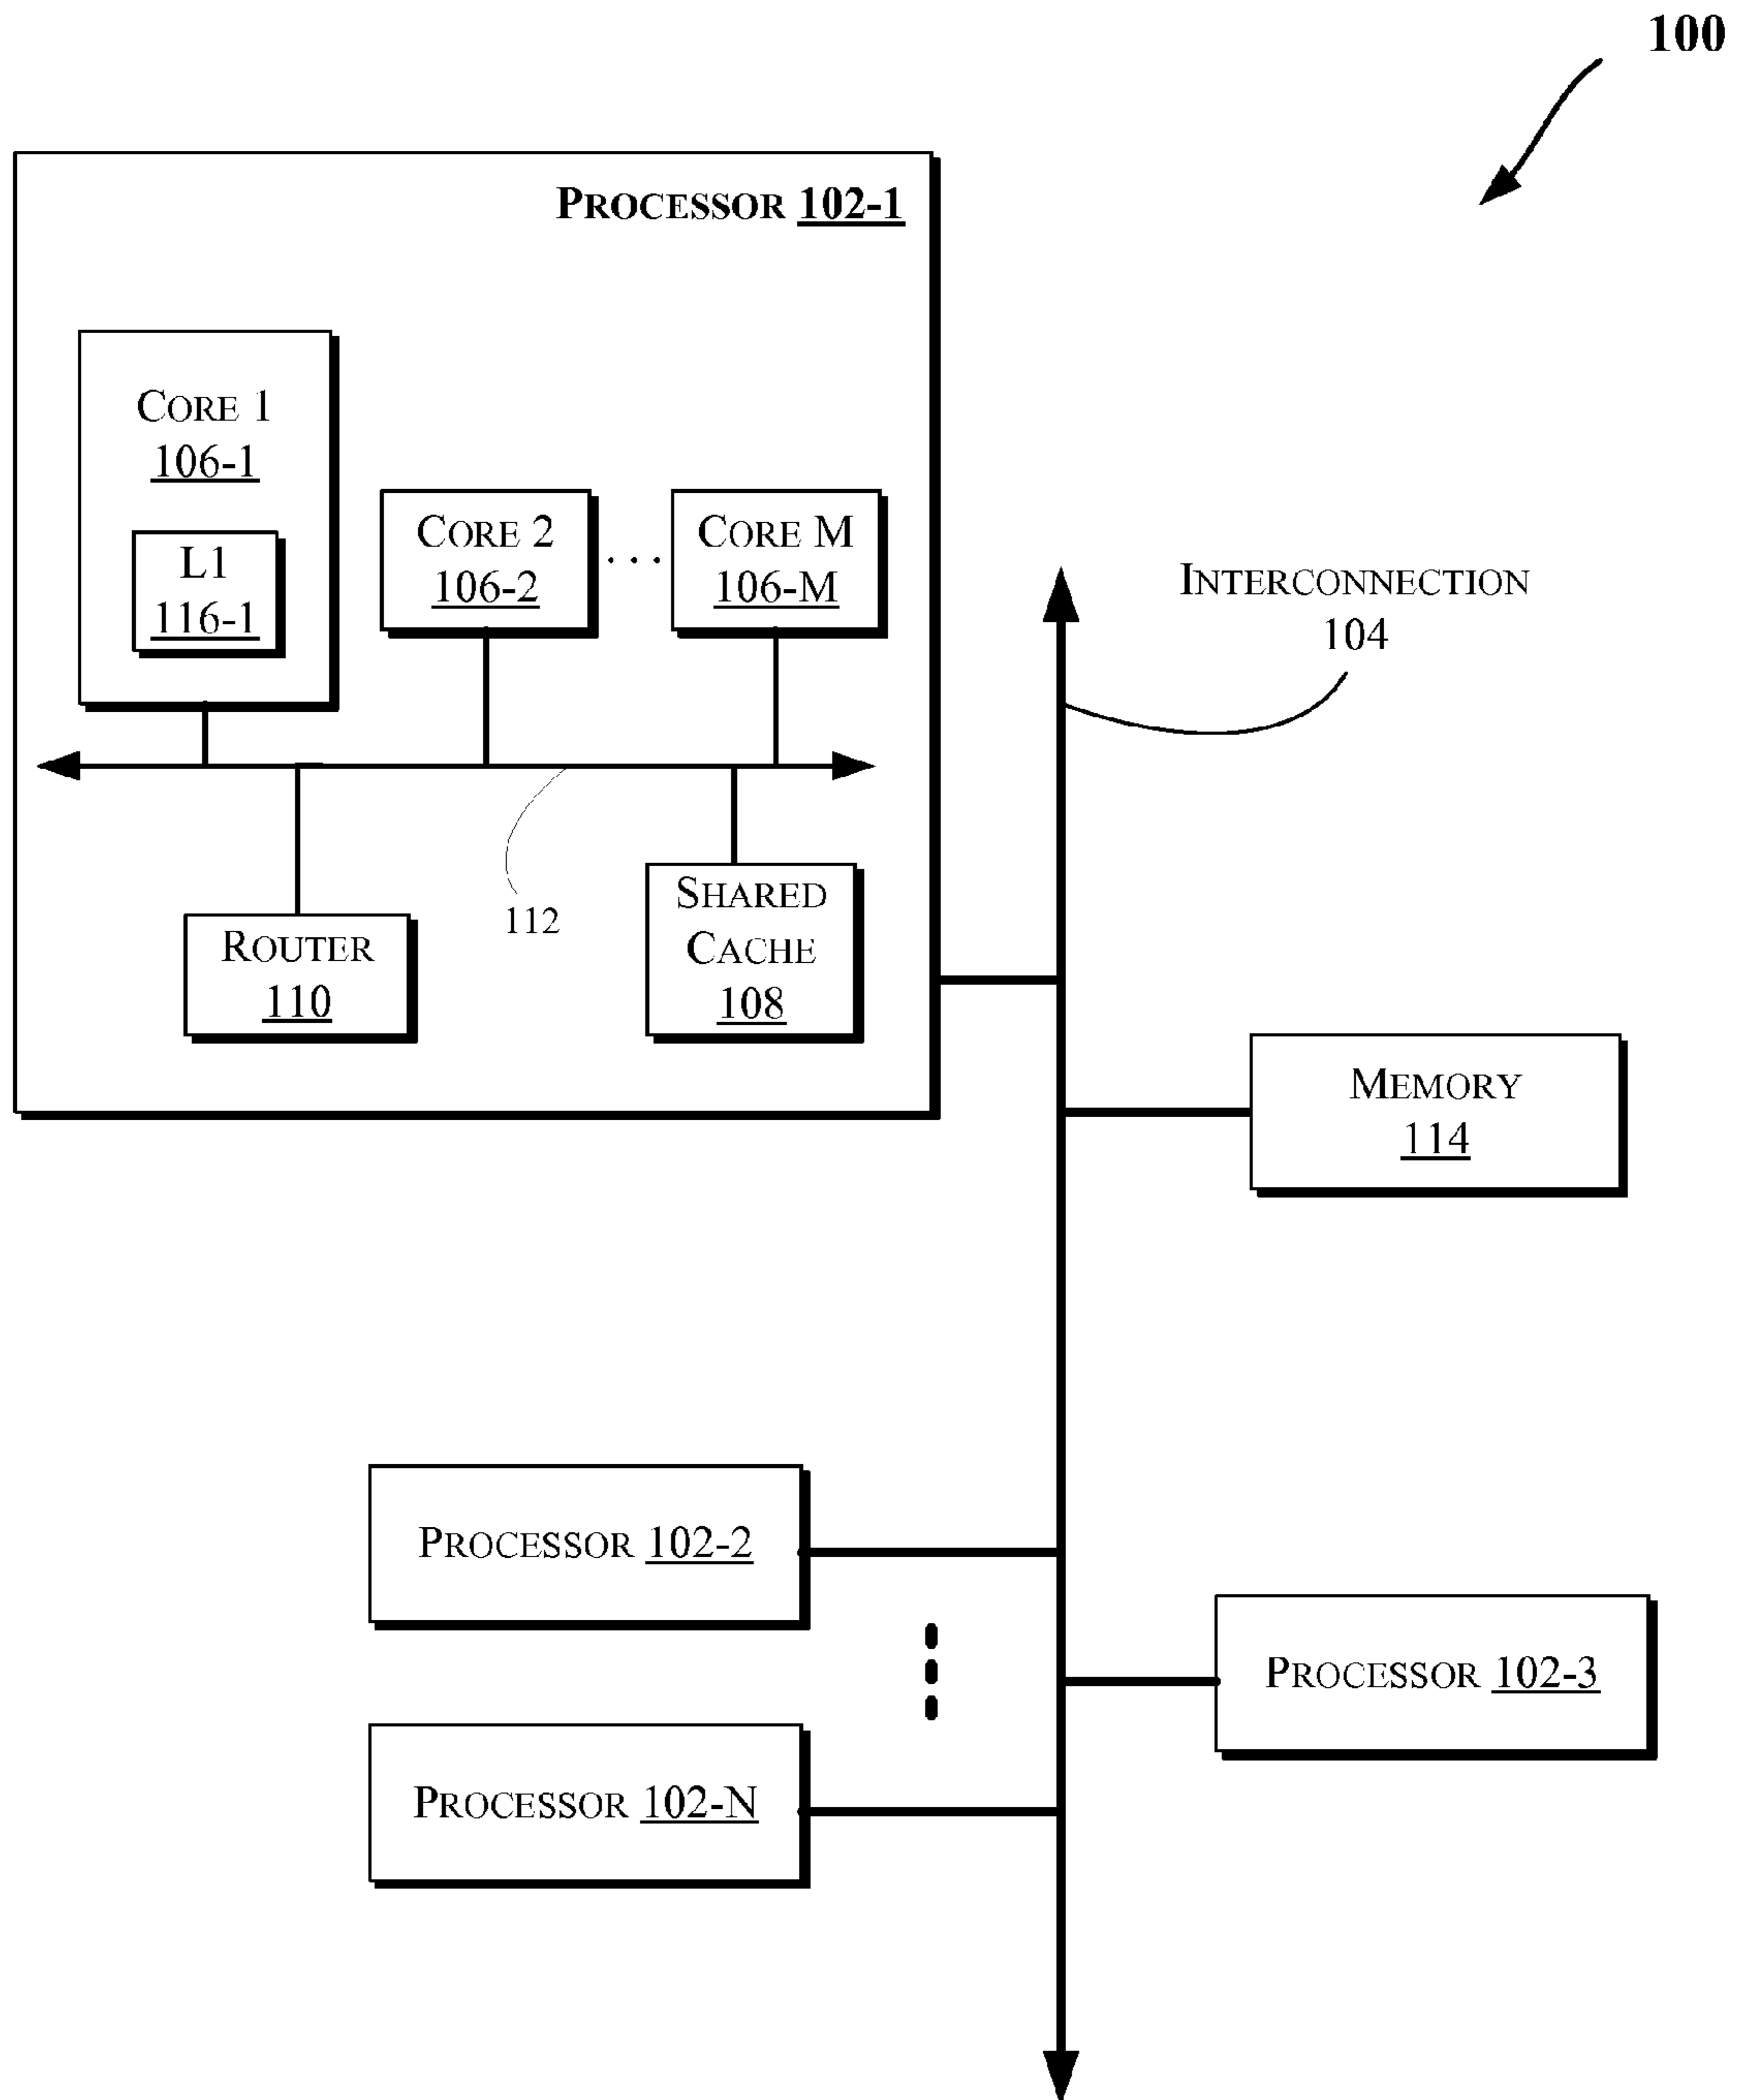 100
PROCESSOR 102-1
CORE 1
106-1
L1
116-1
CORE 2
106-2
. . .
CORE M
106-M
112
ROUTER
110
SHARED
CACHE
108
INTERCONNECTION
104
MEMORY
114
PROCESSOR 102-2
PROCESSOR 102-3
PROCESSOR 102-N